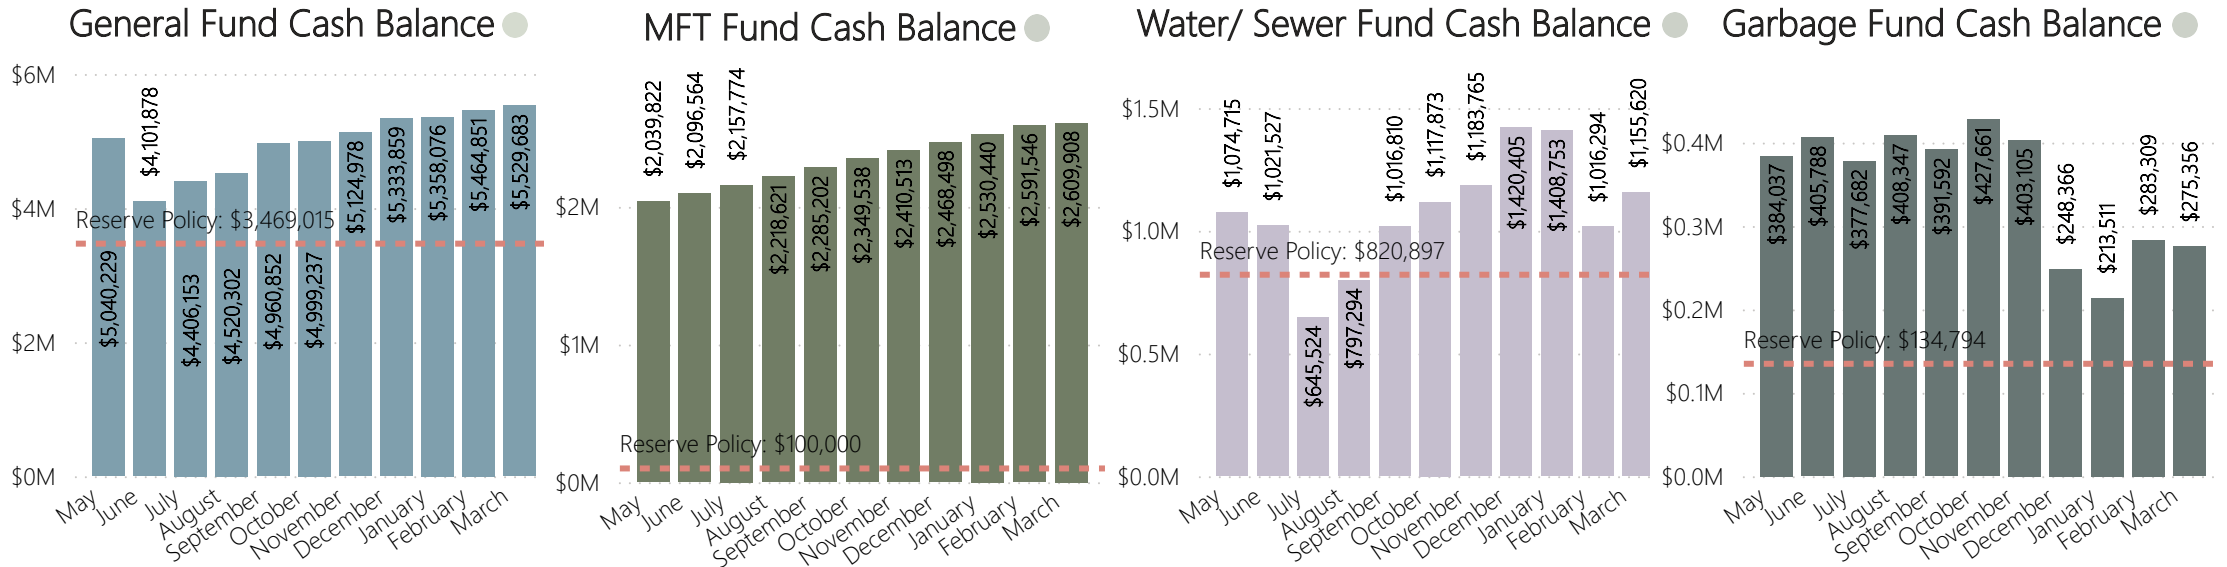 General Fund Cash Balance
$6M
$4M
$2M
$0M
Reserve Policy: $3,469,015
$5,040,229
$4,101,878
$4,406,153
$4,520,302
$4,960,852
$4,999,237
$5,124,978
$5,333,859
$5,358,076
$5,464,851
$5,529,683
May
June
July
August
September
October
November
December
January
February
March
MFT Fund Cash Balance
$2M
$1M
$0M
Reserve Policy: $100,000
$2,039,822
$2,096,564
$2,157,774
$2,218,621
$2,285,202
$2,349,538
$2,410,513
$2,468,498
$2,530,440
$2,591,546
$2,609,908
May
June
July
August
September
October
November
December
January
February
March
Water/ Sewer Fund Cash Balance
$1.5M
$1.0M
$0.5M
$0.0M
Reserve Policy: $820,897
$1,074,715
$1,021,527
$645,524
$797,294
$1,016,810
$1,117,873
$1,183,765
$1,420,405
$1,408,753
$1,016,294
$1,155,620
May
June
July
August
September
October
November
December
January
February
March
Garbage Fund Cash Balance
$0.4M
$0.3M
$0.2M
$0.1M
$0.0M
Reserve Policy: $134,794
$384,037
$405,788
$377,682
$408,347
$391,592
$427,661
$403,105
$248,366
$213,511
$283,309
$275,356
May
June
July
August
September
October
November
December
January
February
March